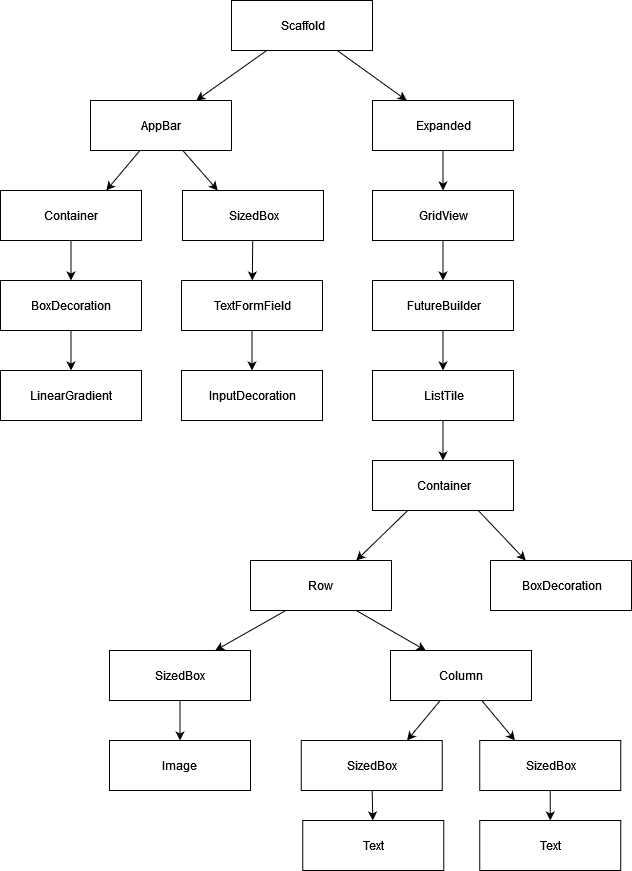 Scaffold
AppBar
Expanded
Container
SizedBox
GridView
BoxDecoration
TextFormField
FutureBuilder
LinearGradient
InputDecoration
ListTile
Container
Row
BoxDecoration
SizedBox
Column
Image
SizedBox
SizedBox
Text
Text